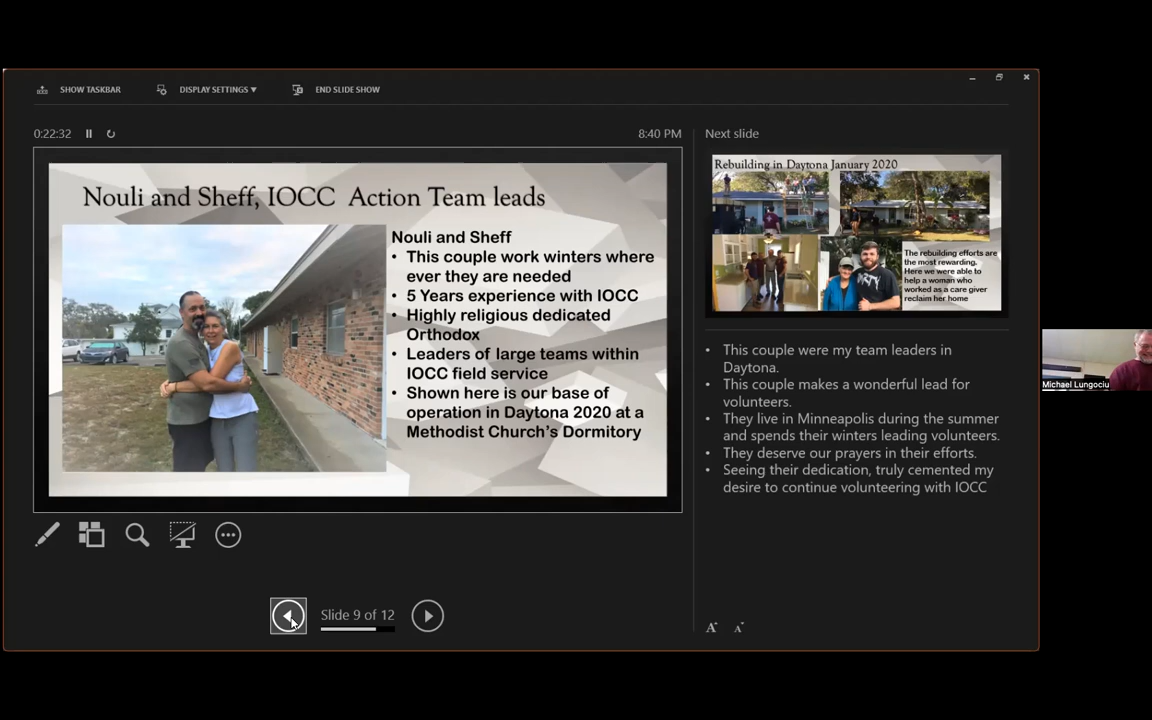 SHOW TASKBAR
DISPLAY SETTINGS ▾
END SLIDE SHOW
0:22:32
8:40 PM
Next slide
Nouli and Sheff, IOCC Action Team leads
Nouli and Sheff
• This couple work winters where
ever they are needed
• 5 Years experience with IOCC
• Highly religious dedicated
Orthodox
• Leaders of large teams within
IOCC field service
• Shown here is our base of
operation in Daytona 2020 at a
Methodist Church's Dormitory
Rebuilding in Daytona January 2020
The rebuilding efforts are
the most rewarding.
Here we were able to
help a woman who
worked as a care giver
reclaim her home
• This couple were my team leaders in
Daytona.
• This couple makes a wonderful lead for
volunteers.
• They live in Minneapolis during the summer
and spends their winters leading volunteers.
• They deserve our prayers in their efforts.
• Seeing their dedication, truly cemented my
desire to continue volunteering with IOCC
Michael Lungociu
Slide 9 of 12
A A